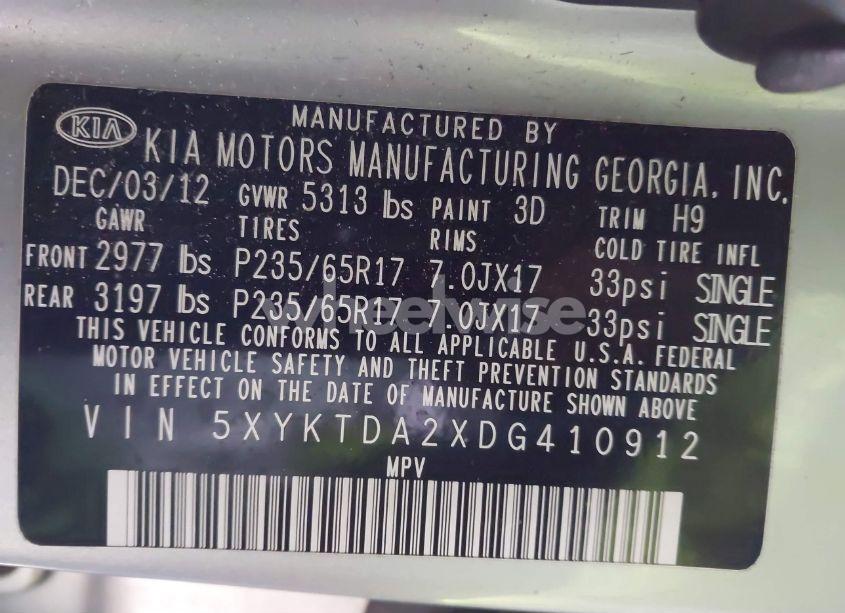 MANUFACTURED BY
KIA KIA MOTORS MANUFACTURING GEORGIA, INC.
DEC/03/12 GVWR 5313 lbs PAINT 3D TRIM H9
GAWR TIRES RIMS COLD TIRE INFL
FRONT 2977 lbs P235/65R17 7.0JX17 33psi SINGLE
REAR 3197 lbs P235/65R17 7.0JX17 33psi SINGLE
wheelwise
THIS VEHICLE CONFORMS TO ALL APPLICABLE U.S.A. FEDERAL
MOTOR VEHICLE SAFETY AND THEFT PREVENTION STANDARDS
IN EFFECT ON THE DATE OF MANUFACTURE SHOWN ABOVE
VIN 5XYKTDA2XDG410912
MPV